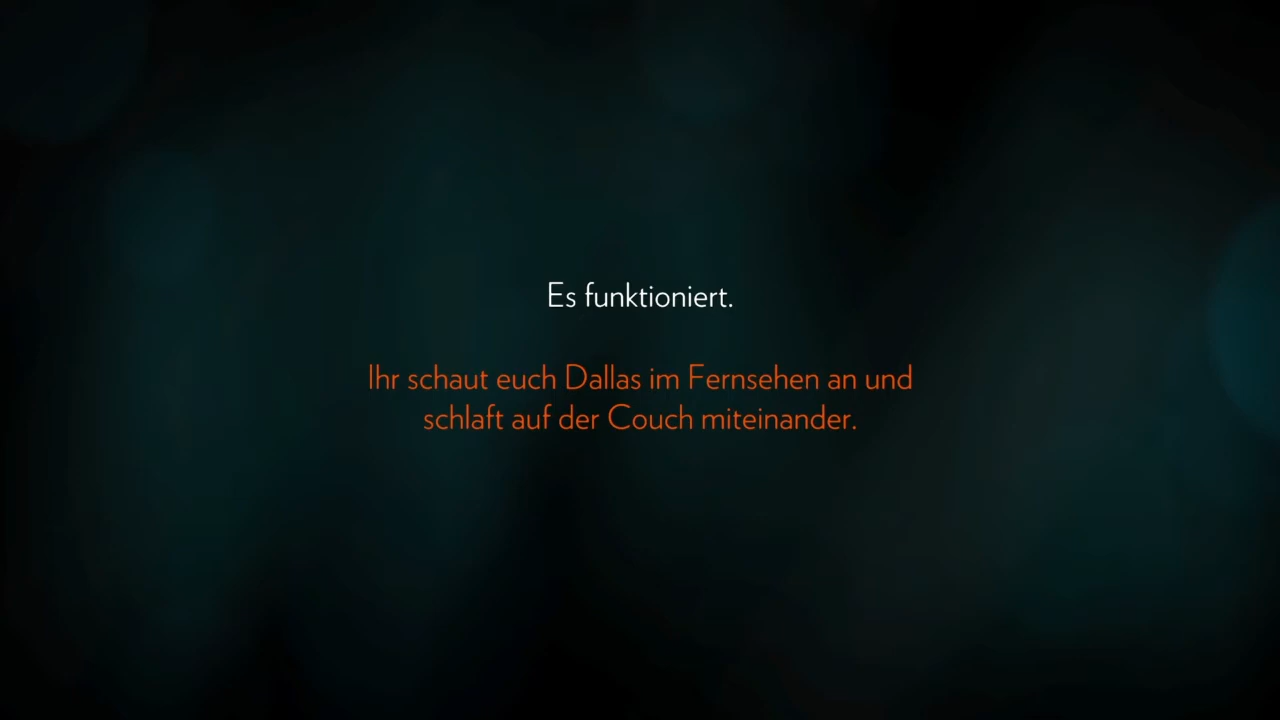 Es funktioniert.
Ihr schaut euch Dallas im Fernsehen an und
schlaft auf der Couch miteinander.